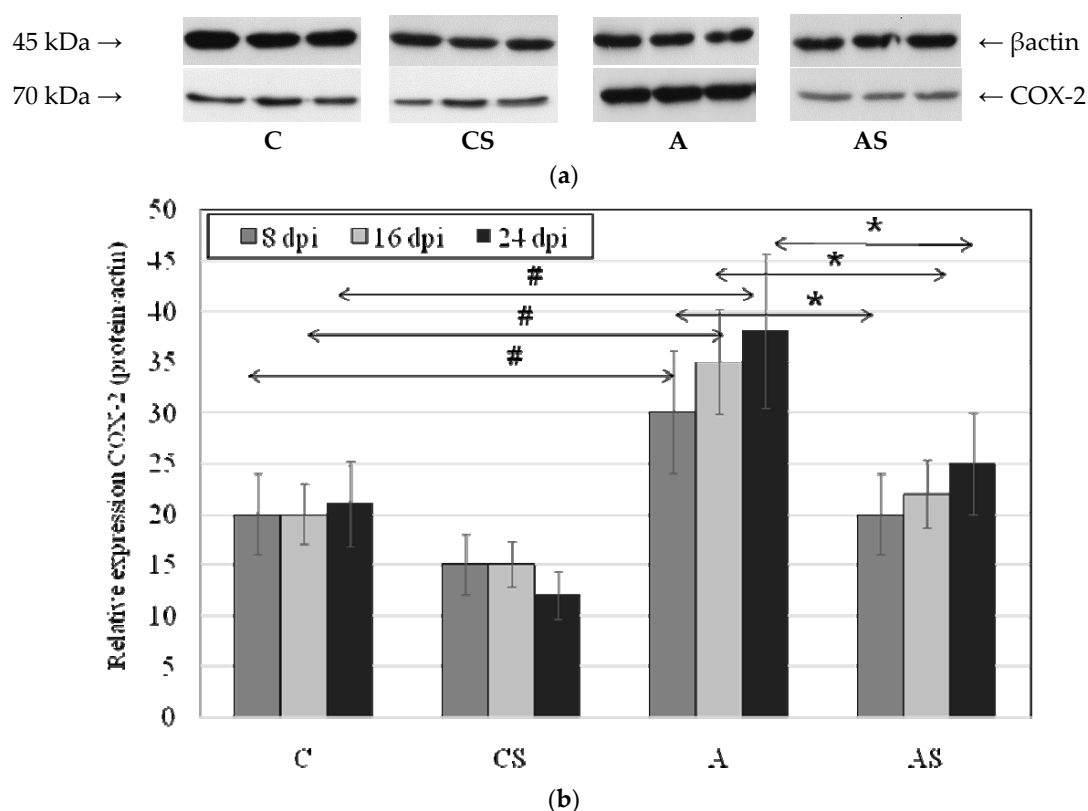 45 kDa → ← βactin
70 kDa → ← COX-2
C CS A AS
(a)
Relative expression COX-2 (protein/actin)
50
45
40
35
30
25
20
15
10
5
0
8 dpi 16 dpi 24 dpi
*
*
*
#
#
#
C CS A AS
(b)